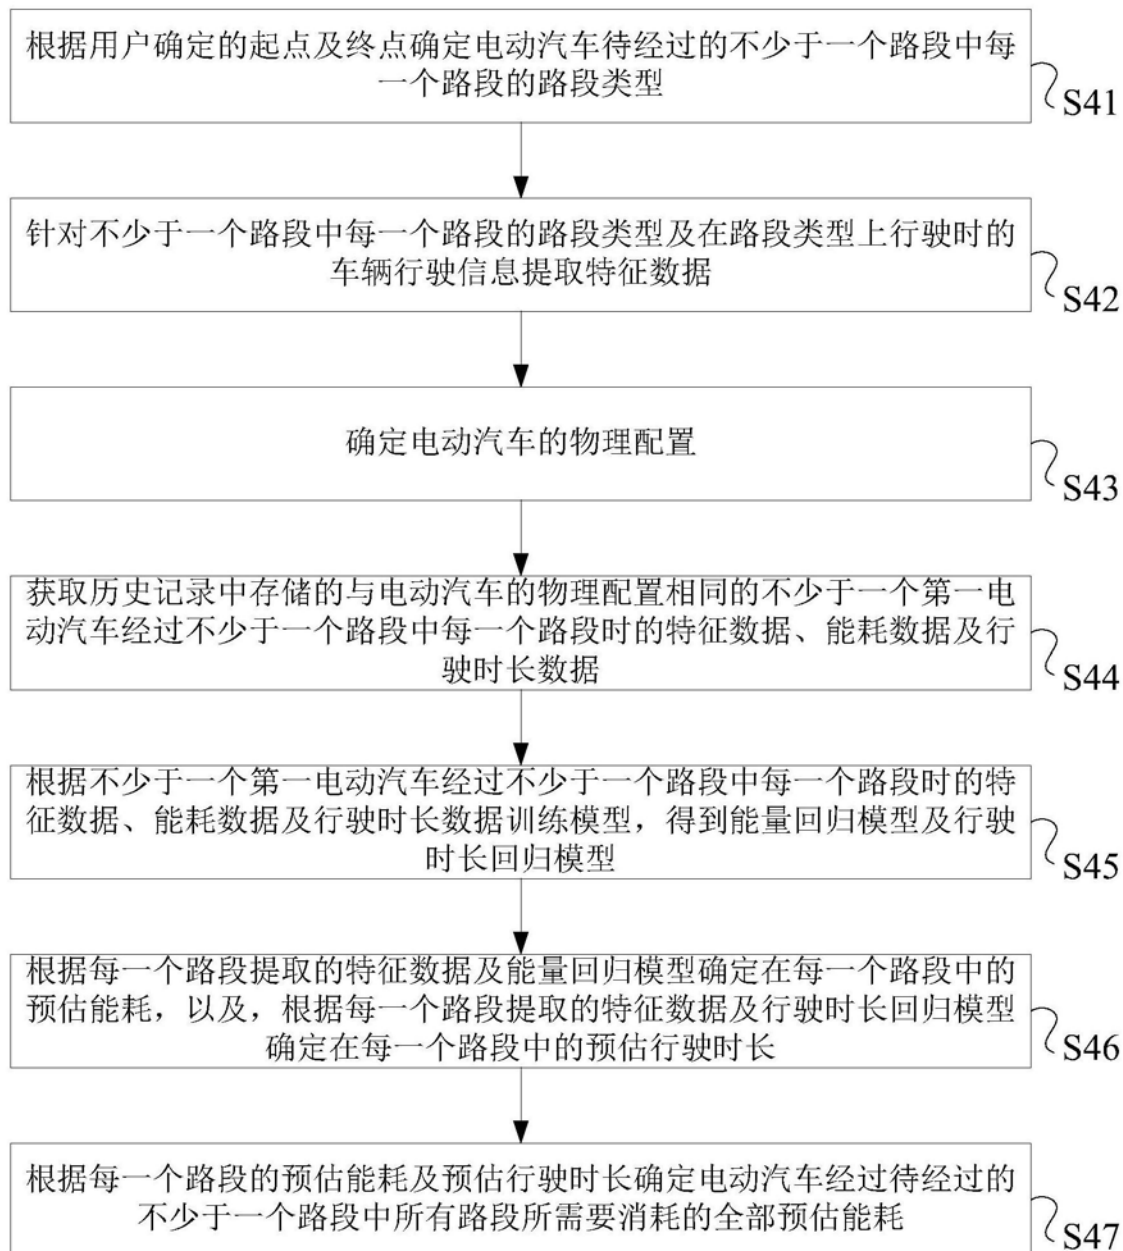 根据用户确定的起点及终点确定电动汽车待经过的不少于一个路段中每
一个路段的路段类型
S41
针对不少于一个路段中每一个路段的路段类型及在路段类型上行驶时的
车辆行驶信息提取特征数据
S42
确定电动汽车的物理配置
S43
获取历史记录中存储的与电动汽车的物理配置相同的不少于一个第一电
动汽车经过不少于一个路段中每一个路段时的特征数据、能耗数据及行
驶时长数据
S44
根据不少于一个第一电动汽车经过不少于一个路段中每一个路段时的特
征数据、能耗数据及行驶时长数据训练模型，得到能量回归模型及行驶
时长回归模型
S45
根据每一个路段提取的特征数据及能量回归模型确定在每一个路段中的
预估能耗，以及，根据每一个路段提取的特征数据及行驶时长回归模型
确定在每一个路段中的预估行驶时长
S46
根据每一个路段的预估能耗及预估行驶时长确定电动汽车经过待经过的
不少于一个路段中所有路段所需要消耗的全部预估能耗
S47